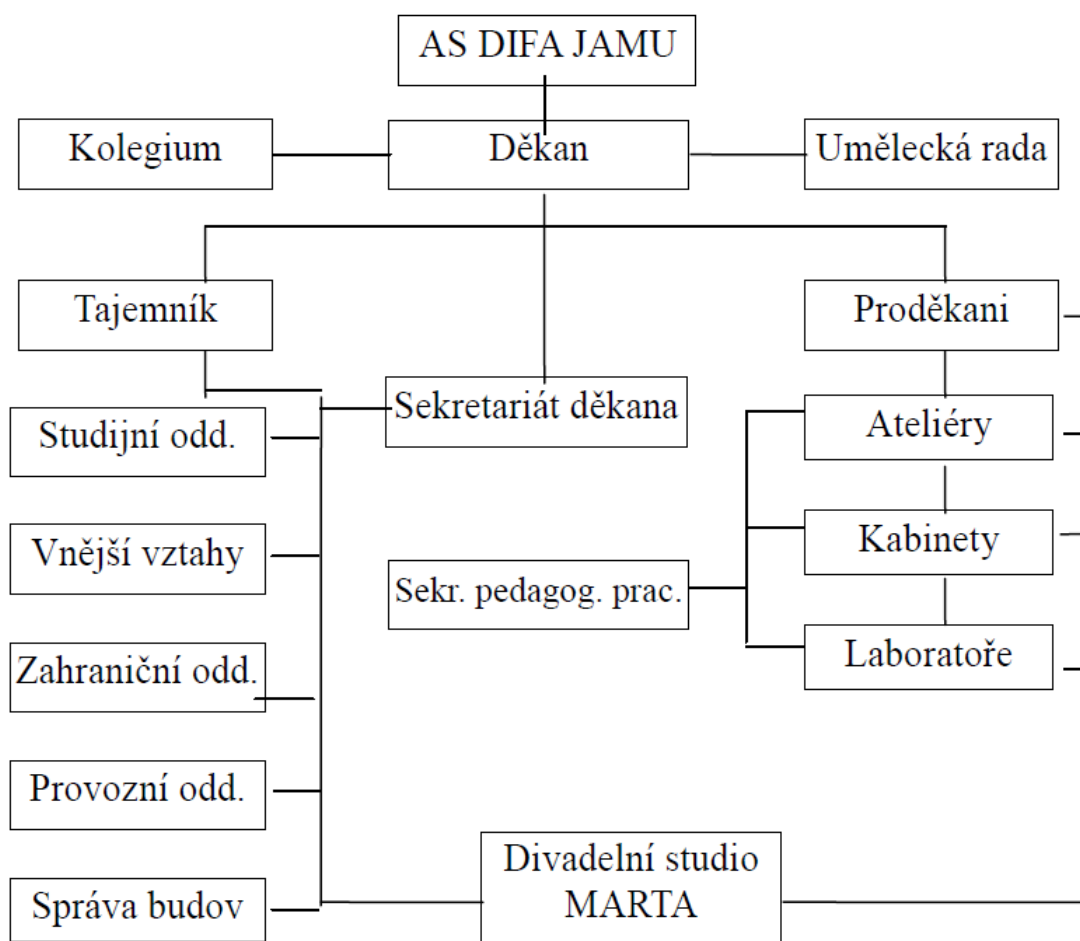 AS DIFA JAMU
Kolegium
Děkan
Umělecká rada
Tajemník
Proděkani
Sekretariát děkana
Ateliéry
Studijní odd.
Kabinety
Vnější vztahy
Sekr. pedagog. prac.
Laboratoře
Zahraniční odd.
Provozní odd.
Divadelní studio
MARTA
Správa budov